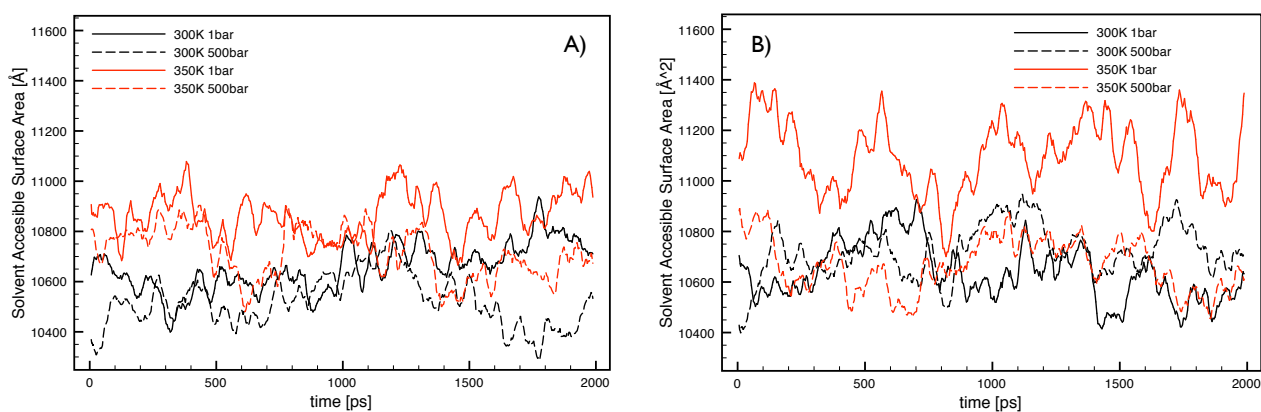 A)
300K 1bar
300K 500bar
350K 1bar
350K 500bar
Solvent Accesible Surface Area [Å]
11600
11400
11200
11000
10800
10600
10400
0
500
1000
1500
2000
time [ps]
B)
300K 1bar
300K 500bar
350K 1bar
350K 500bar
Solvent Accesible Surface Area [Å^2]
11600
11400
11200
11000
10800
10600
10400
0
500
1000
1500
2000
time [ps]